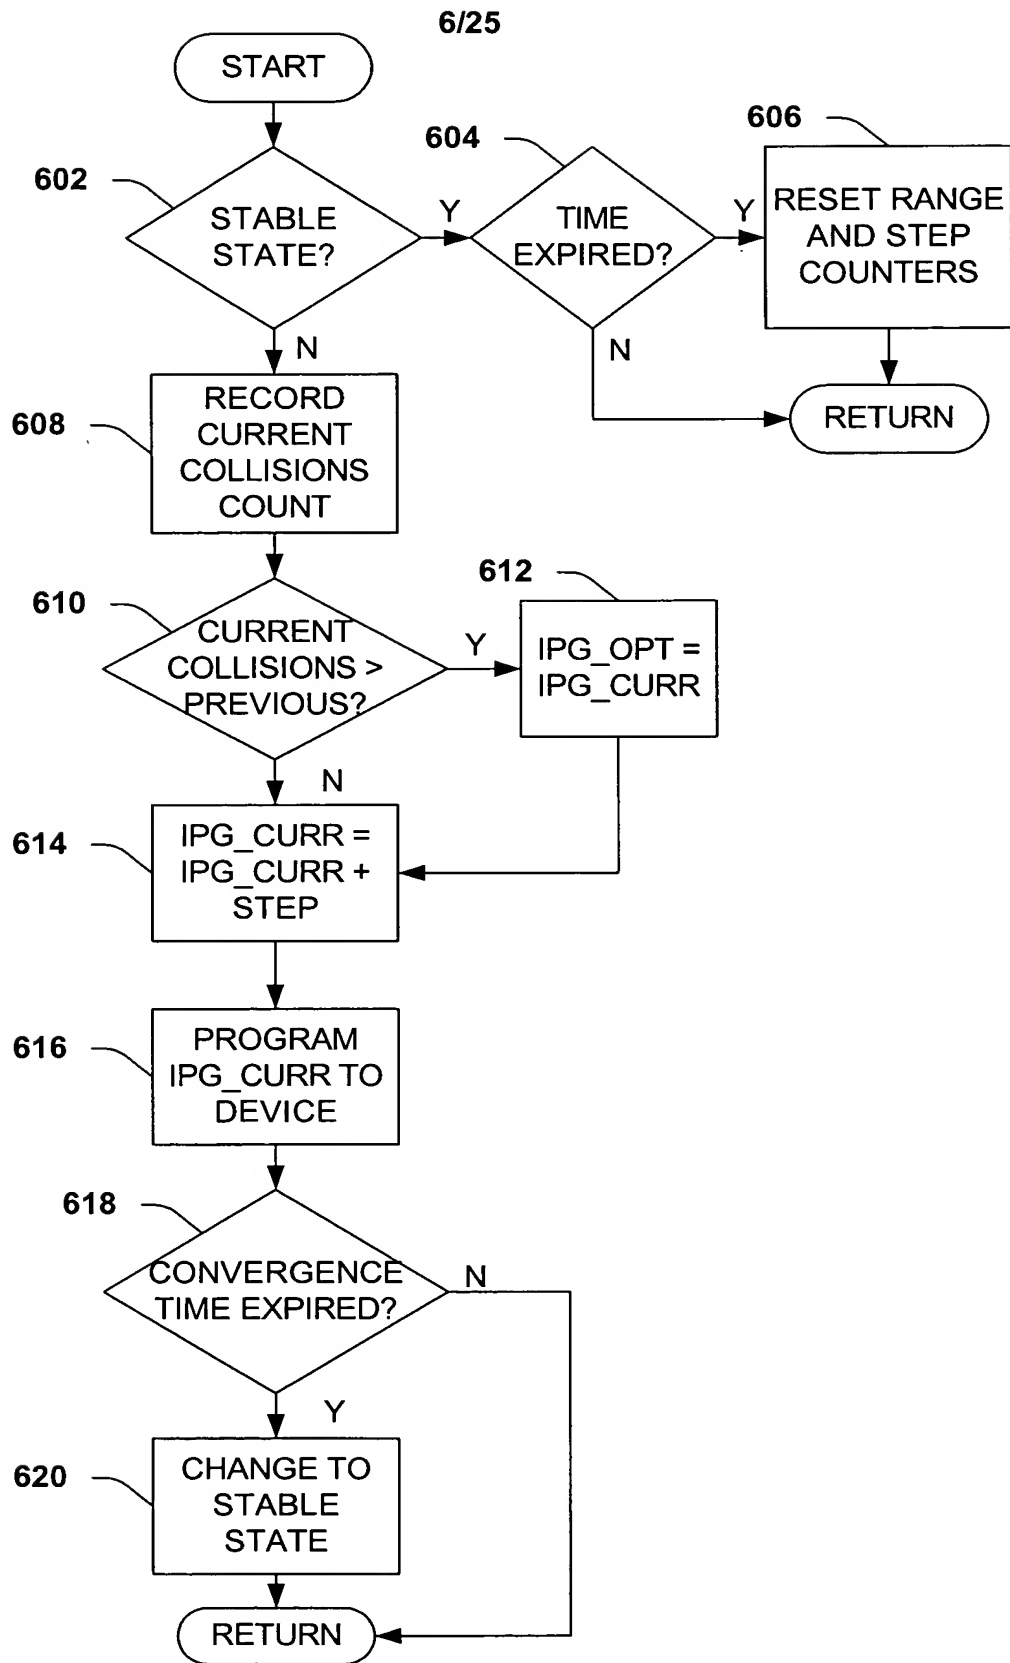 6/25
START
602
STABLE
STATE?
Y
N
604
TIME
EXPIRED?
Y
N
606
RESET RANGE
AND STEP
COUNTERS
RETURN
608
RECORD
CURRENT
COLLISIONS
COUNT
610
CURRENT
COLLISIONS >
PREVIOUS?
Y
N
612
IPG_OPT =
IPG_CURR
614
IPG_CURR =
IPG_CURR +
STEP
616
PROGRAM
IPG_CURR TO
DEVICE
618
CONVERGENCE
TIME EXPIRED?
N
Y
620
CHANGE TO
STABLE
STATE
RETURN